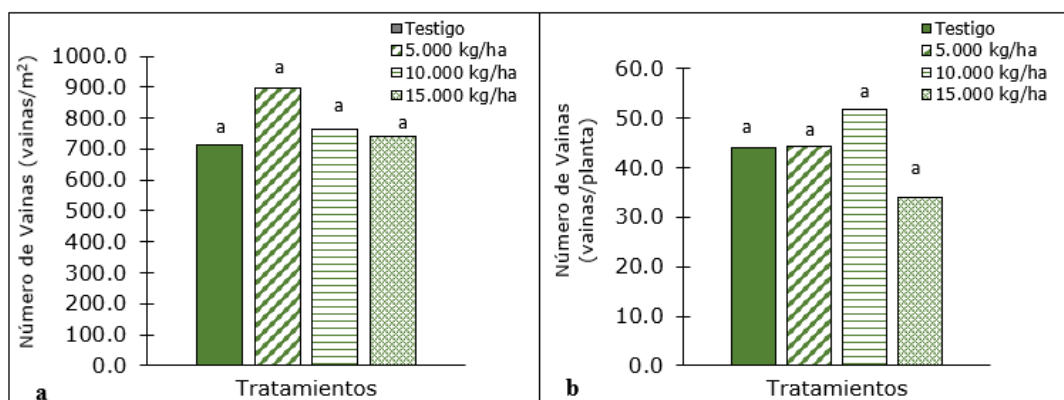 Testigo
5.000 kg/ha
10.000 kg/ha
15.000 kg/ha
Número de Vainas (vainas/m²)
1000.0
900.0
800.0
700.0
600.0
500.0
400.0
300.0
200.0
100.0
0.0
a
a
a
a
Tratamientos
a
Testigo
5.000 kg/ha
10.000 kg/ha
15.000 kg/ha
Número de Vainas
(vainas/planta)
60.0
50.0
40.0
30.0
20.0
10.0
0.0
a
a
a
a
Tratamientos
b